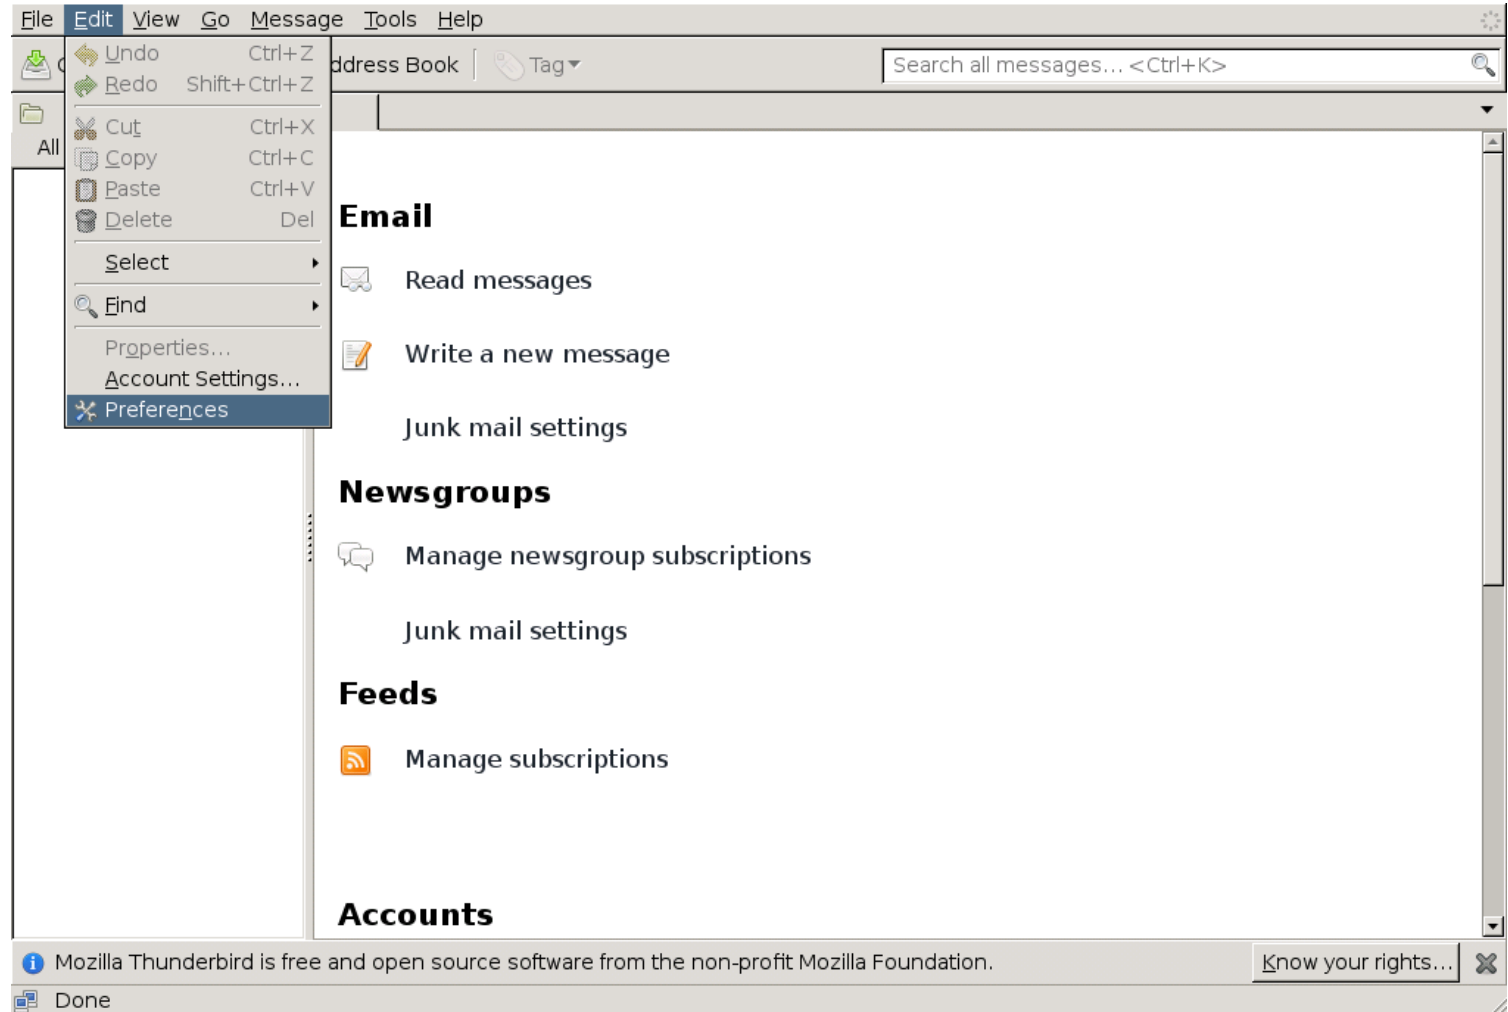 File Edit View Go Message Tools Help
Undo Ctrl+Z
Redo Shift+Ctrl+Z
Cut Ctrl+X
Copy Ctrl+C
Paste Ctrl+V
Delete Del
Select
Find
Properties...
Account Settings...
Preferences
ddress Book Tag
Search all messages... <Ctrl+K>
All
Email
Read messages
Write a new message
Junk mail settings
Newsgroups
Manage newsgroup subscriptions
Junk mail settings
Feeds
Manage subscriptions
Accounts
Mozilla Thunderbird is free and open source software from the non-profit Mozilla Foundation. Know your rights...
Done